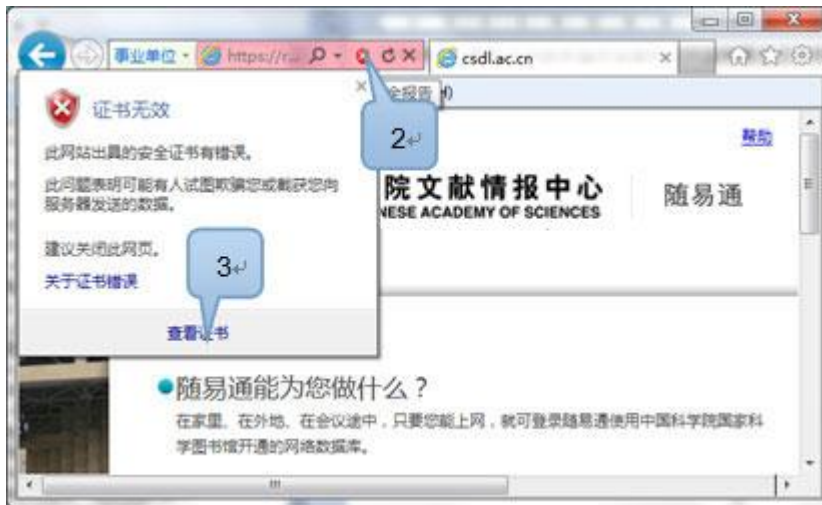 事业单位
https://r
csdl.ac.cn
证书无效
全报告
2
帮助
此网站出具的安全证书有错误。
此问题表明可能有人试图欺骗您或截获您向
服务器发送的数据。
院文献情报中心
NESE ACADEMY OF SCIENCES
随易通
建议关闭此网页。
3
关于证书错误
查看证书
随易通能为您做什么？
在家里、在外地、在会议途中，只要您能上网，就可登录随易通使用中国科学院国家科
学图书馆开通的网络数据库。